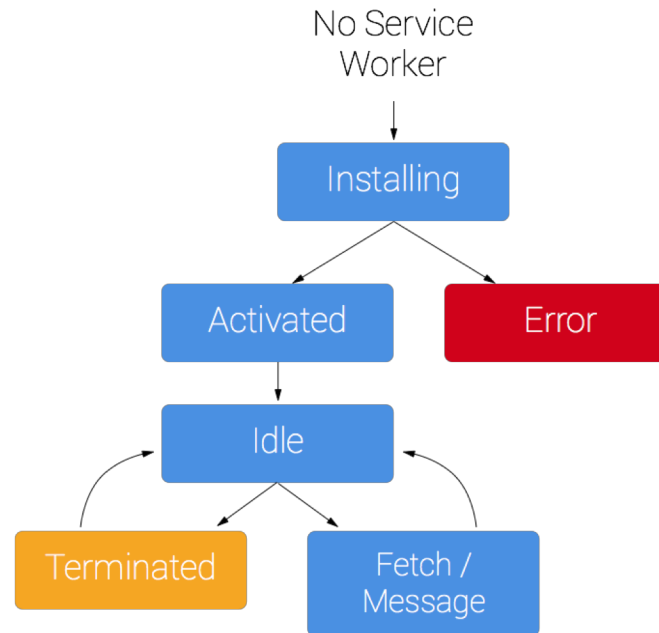 No Service
Worker
Installing
Activated
Error
Idle
Terminated
Fetch /
Message